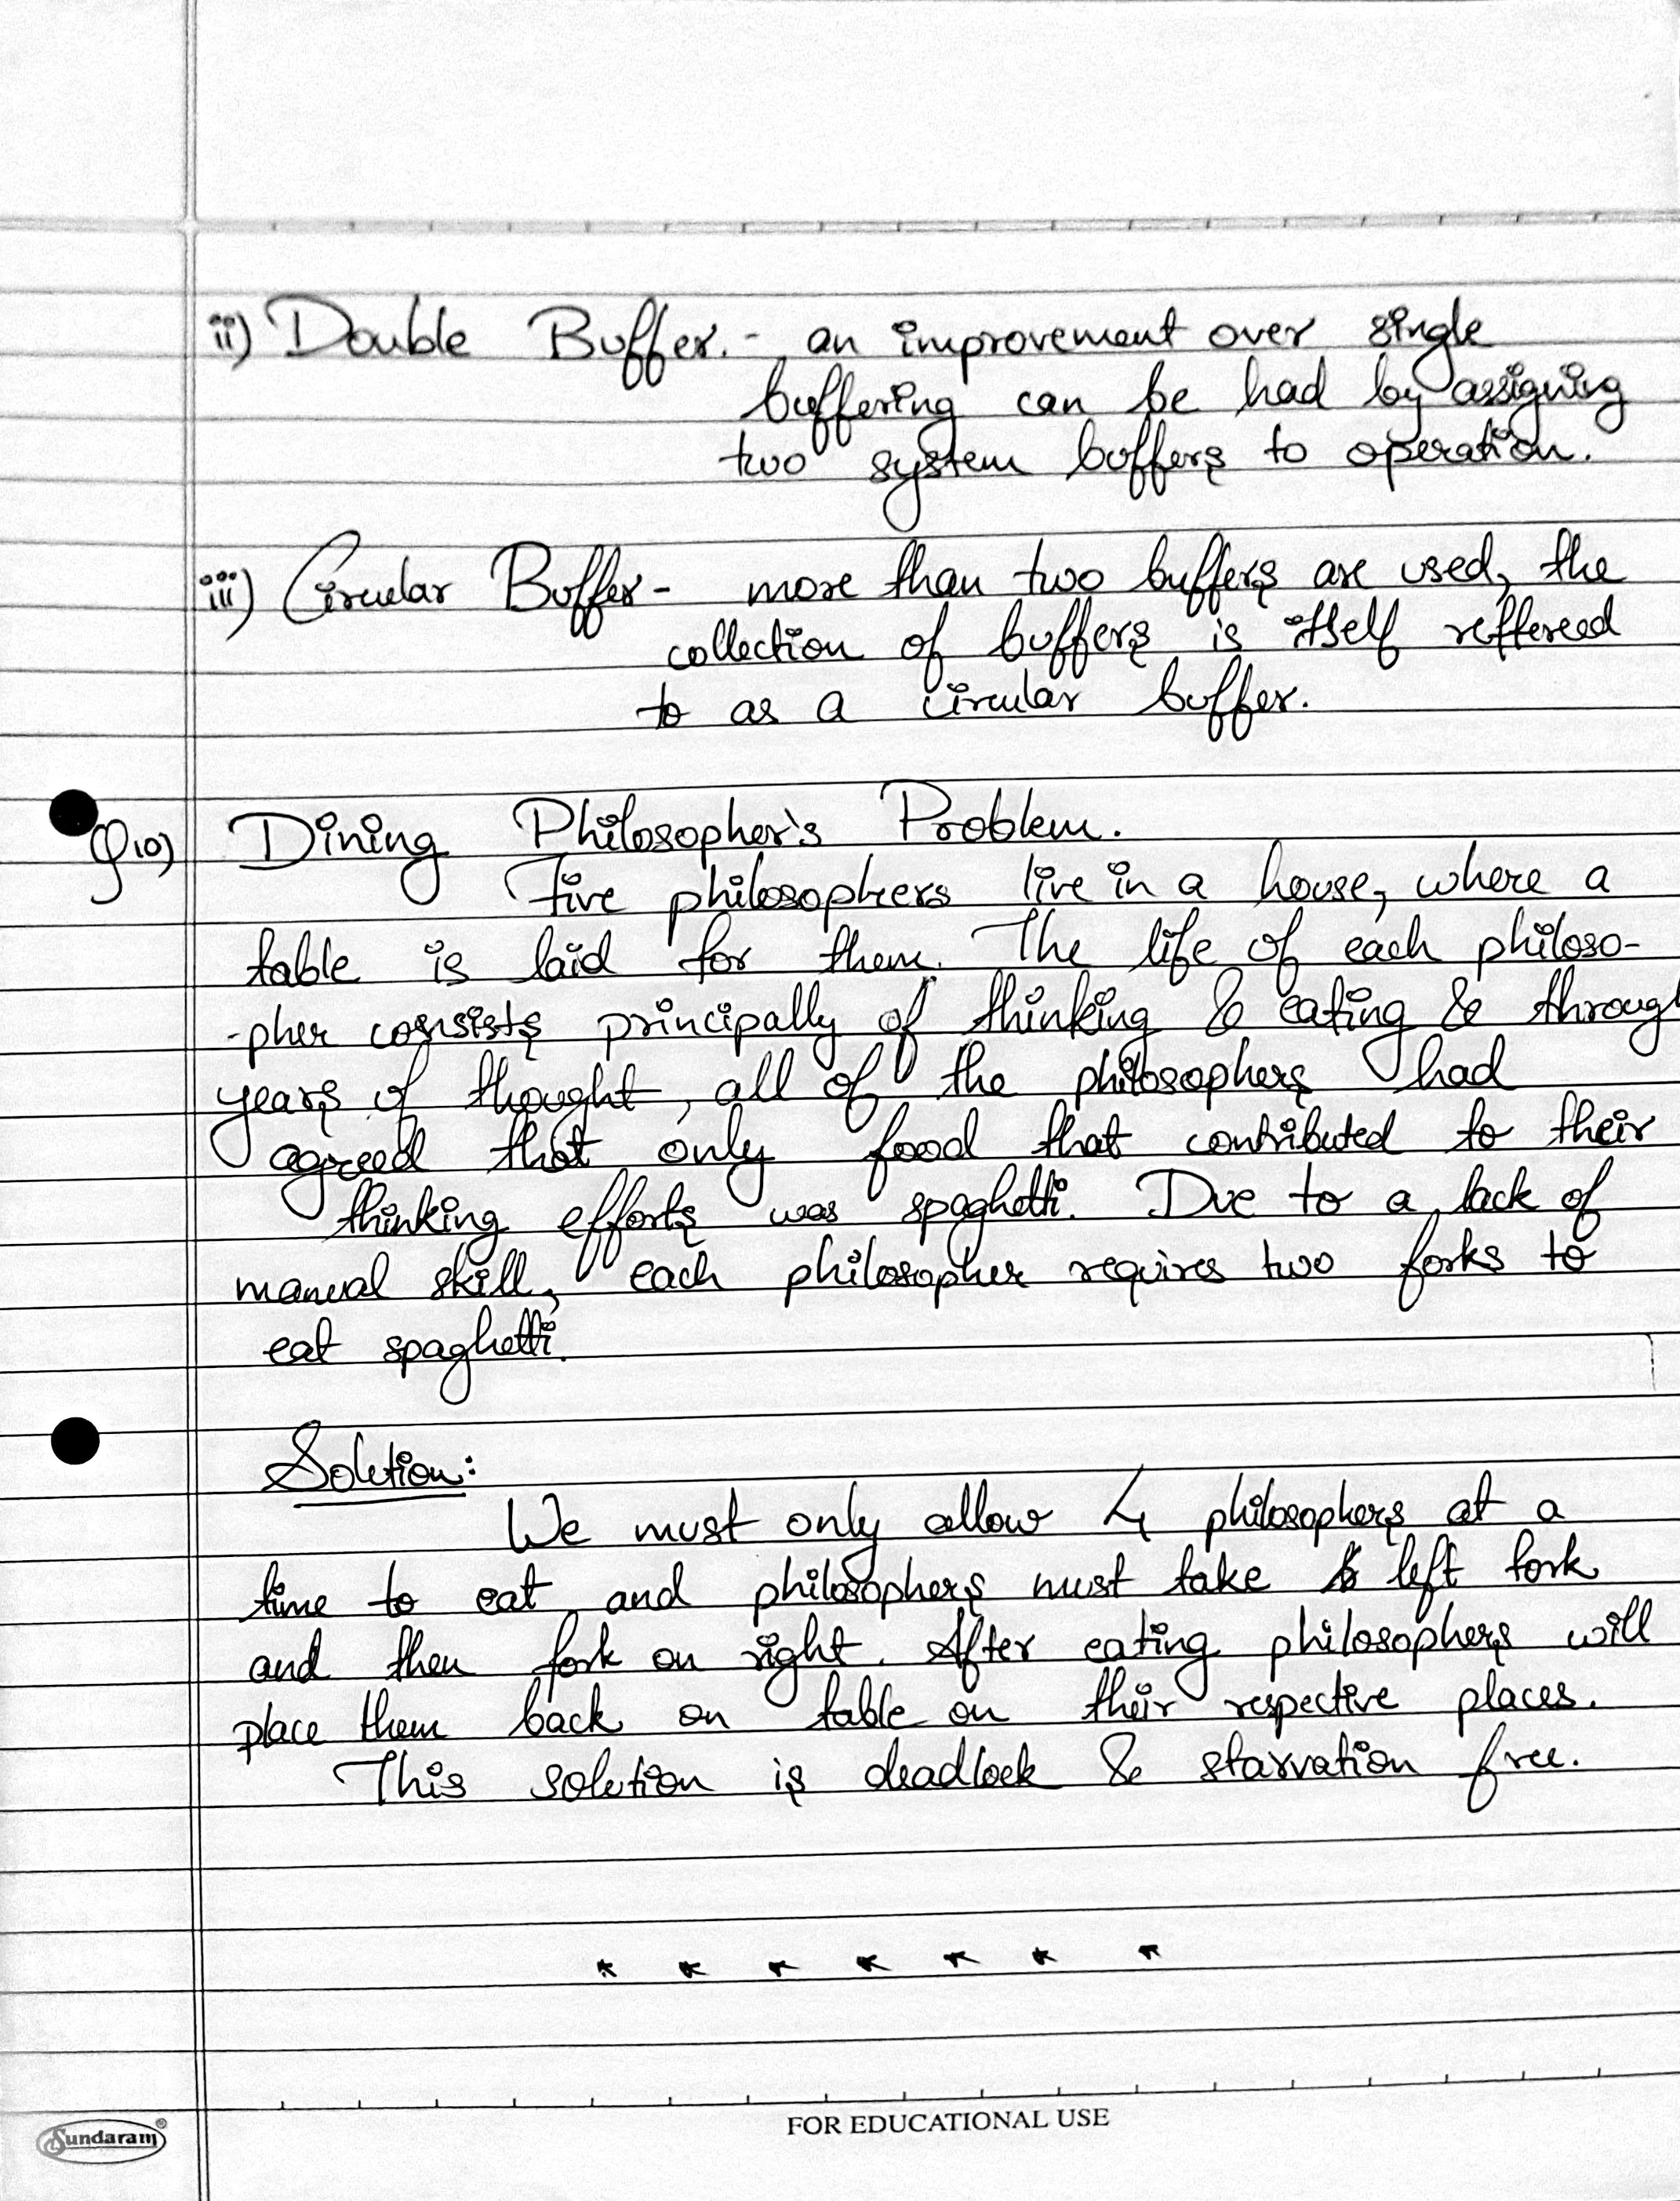 ii) Double Buffer. - an improvement over single
buffering can be had by assigning
two system buffers to operation.
iii) Circular Buffer - more than two buffers are used, the
collection of buffers is itself reffereed
to as a circular buffer.
Q10) Dining Philosopher's Problem.
Five philosophers live in a house, where a
table is laid for them. The life of each philoso-
-pher consists principally of thinking & eating & throug
years of thought, all of the philosophers had
agreed that only food that contributed to their
thinking efforts was spaghetti. Due to a lack of
manual skill, each philosopher requires two forks to
eat spaghetti.
Solution:
We must only allow 4 philosophers at a
time to eat and philosophers must take left fork
and then fork on right. After eating philosophers will
place them back on table on their respective places.
This solution is deadlock & starvation free.
* * * * * * *
FOR EDUCATIONAL USE
Sundaram®